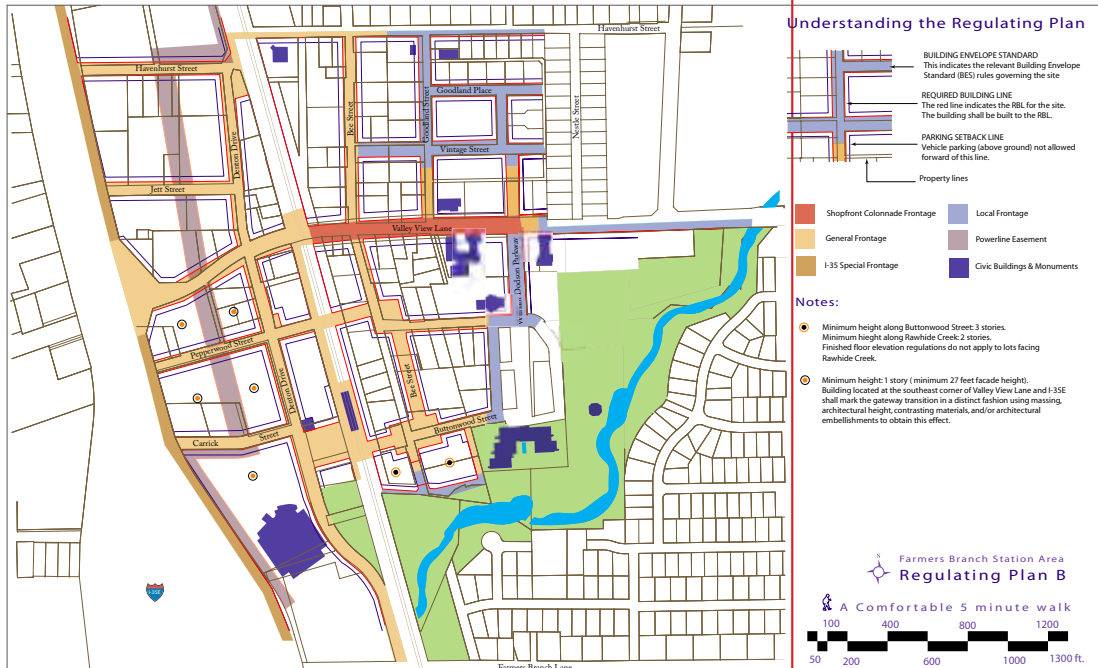 Havenhurst Street
Havenhurst Street
Goodland Place
Goodland Street
Bee Street
Nestle Street
Denton Drive
Vintage Street
Jett Street
Valley View Lane
Dodson Parkway
Pepperwood Street
Denton Drive
Bee Street
Buttonwood Street
Carrick
Street
I-35E
Farmers Branch Lane
Understanding the Regulating Plan
BUILDING ENVELOPE STANDARD
This indicates the relevant Building Envelope
Standard (BES) rules governing the site
REQUIRED BUILDING LINE
The red line indicates the RBL for the site.
The building shall be built to the RBL.
PARKING SETBACK LINE
Vehicle parking (above ground) not allowed
forward of this line.
Property lines
Shopfront Colonnade Frontage
General Frontage
I-35 Special Frontage
Local Frontage
Powerline Easement
Civic Buildings & Monuments
Notes:
Minimum height along Buttonwood Street: 3 stories.
Minimum hieght along Rawhide Creek: 2 stories.
Finished floor elevation regulations do not apply to lots facing
Rawhide Creek.
Minimum height: 1 story ( minimum 27 feet facade height).
Building located at the southeast corner of Valley View Lane and I-35E
shall mark the gateway transition in a distinct fashion using massing,
architectural height, contrasting materials, and/or architectural
embellishments to obtain this effect.
N
Farmers Branch Station Area
Regulating Plan B
A Comfortable 5 minute walk
100 400 800 1200
50 200 600 1000 1300 ft.